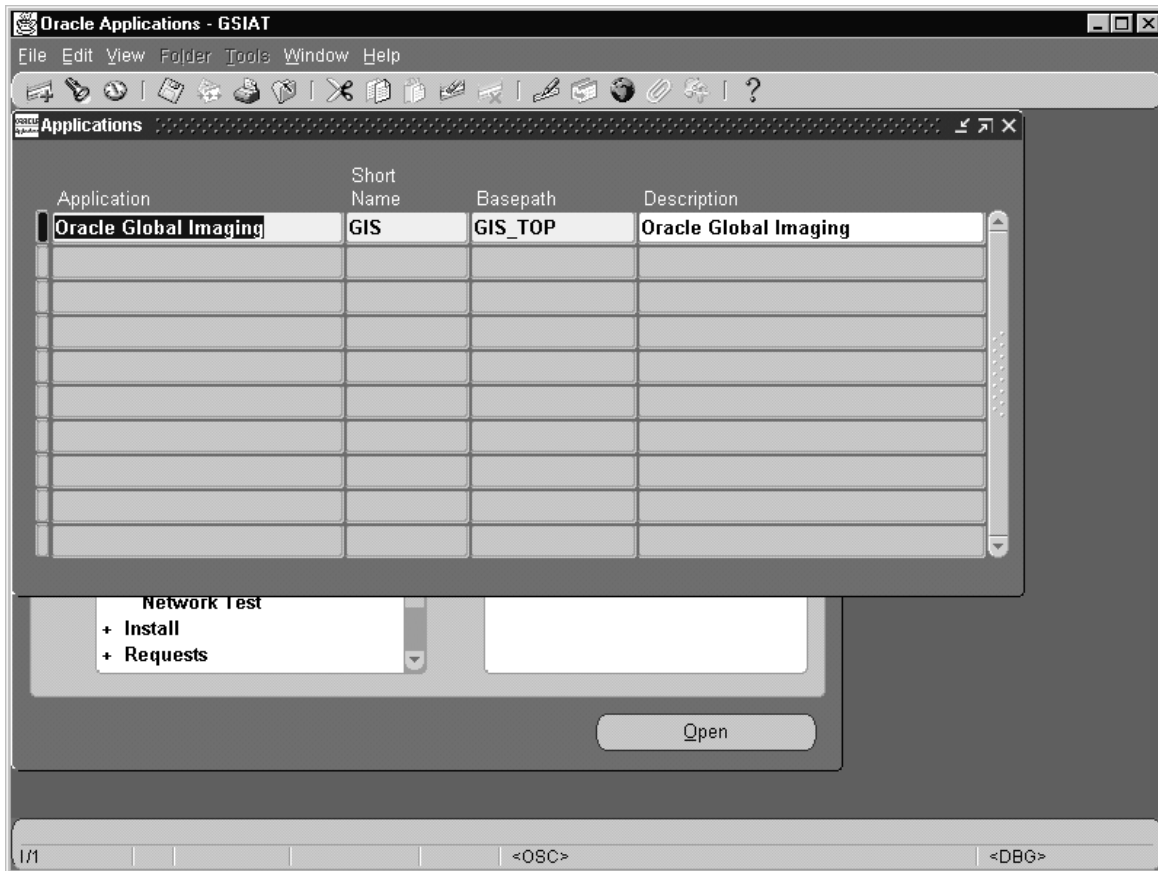 Oracle Applications - GSIAT
File Edit View Folder Tools Window Help
Applications
Application Short Name Basepath Description
Oracle Global Imaging GIS GIS_TOP Oracle Global Imaging
Network Test
+ Install
+ Requests
Open
1/1 <OSC> <DBG>